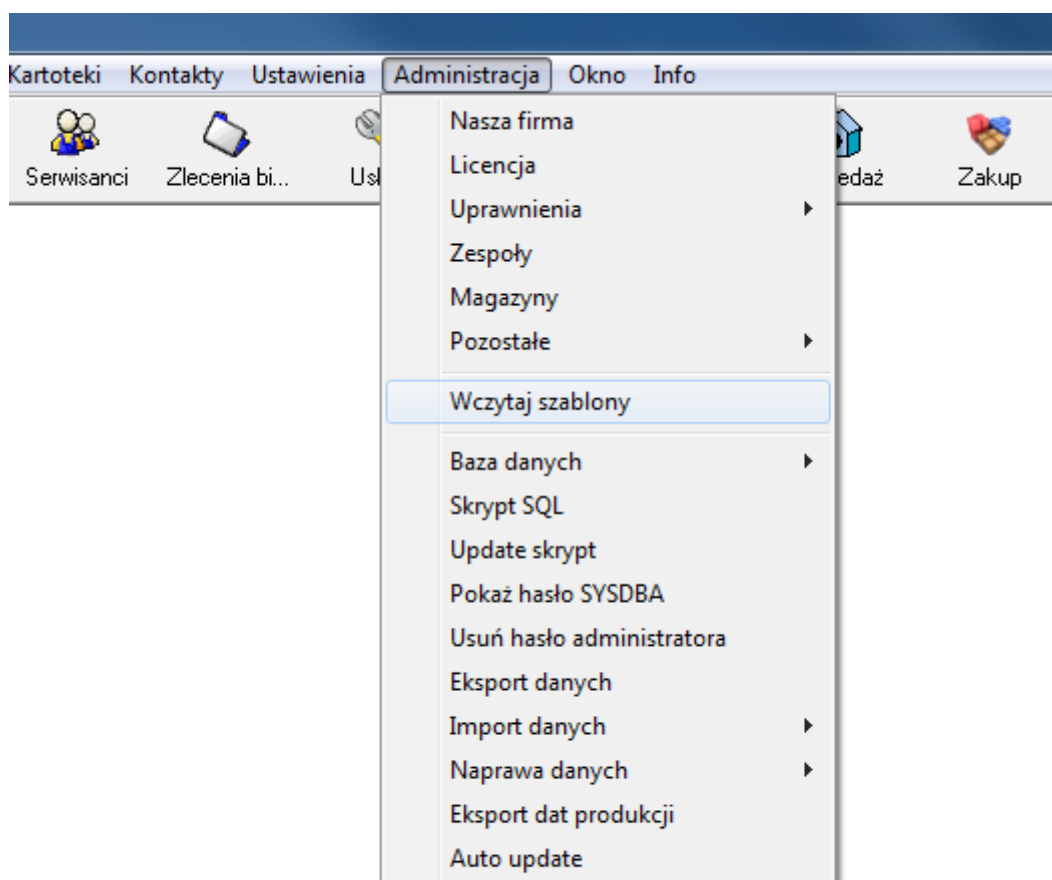 Kartoteki Kontakty Ustawienia Administracja Okno Info
Serwisanci Zlecenia bi... Zakup
Nasza firma
Licencja
Uprawnienia
Zespoły
Magazyny
Pozostałe
Wczytaj szablony
Baza danych
Skrypt SQL
Update skrypt
Pokaż hasło SYSDBA
Usuń hasło administratora
Eksport danych
Import danych
Naprawa danych
Eksport dat produkcji
Auto update